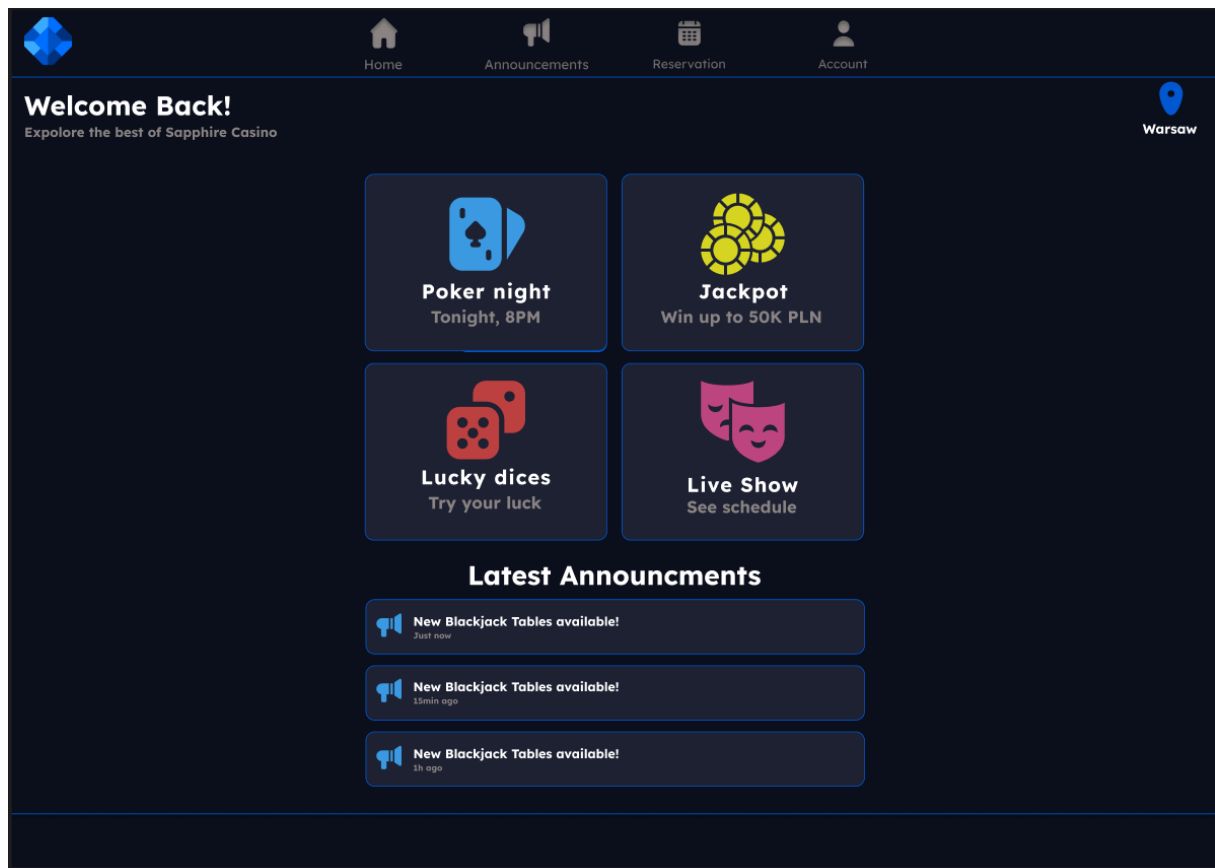 Home
Announcements
Reservation
Account
Welcome Back!
Expolore the best of Sapphire Casino
Warsaw
Poker night
Tonight, 8PM
Jackpot
Win up to 50K PLN
Lucky dices
Try your luck
Live Show
See schedule
Latest Announcments
New Blackjack Tables available!
Just now
New Blackjack Tables available!
15min ago
New Blackjack Tables available!
1h ago